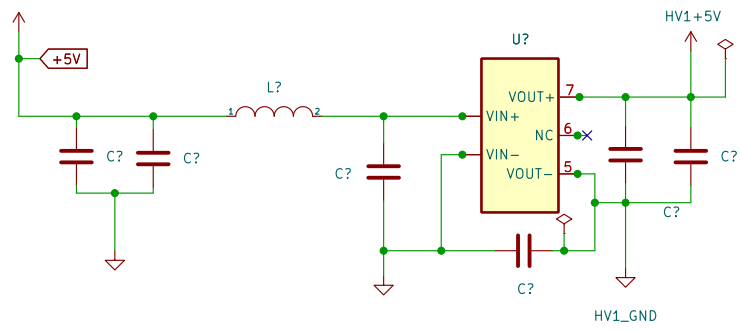 HV1+5V
U?
+5V
L?
1
2
VOUT+
7
VIN+
NC
6
VIN-
VOUT-
5
C?
C?
C?
C?
C?
C?
HV1_GND